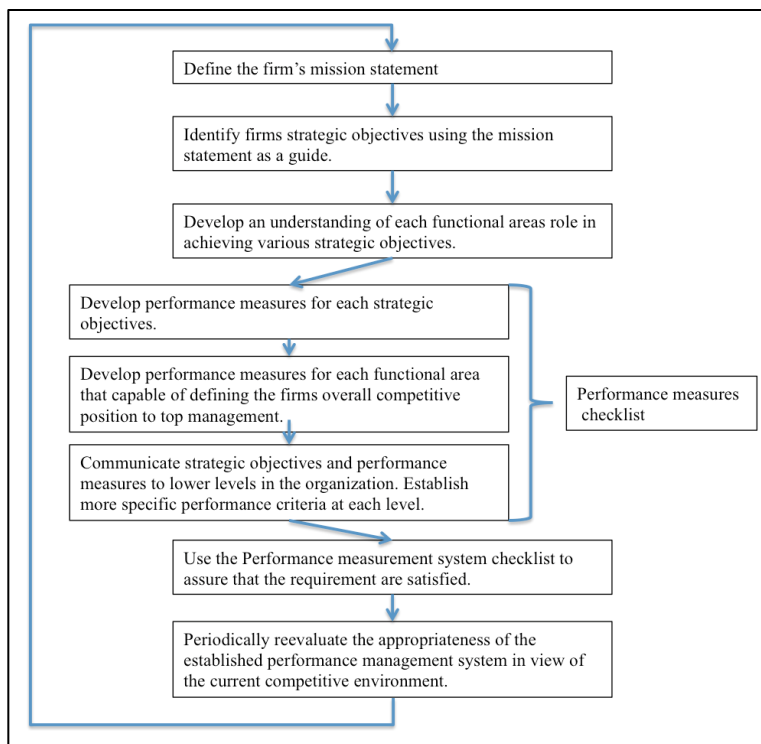 Define the firm's mission statement
Identify firms strategic objectives using the mission
statement as a guide.
Develop an understanding of each functional areas role in
achieving various strategic objectives.
Develop performance measures for each strategic
objectives.
Develop performance measures for each functional area
that capable of defining the firms overall competitive
position to top management.
Communicate strategic objectives and performance
measures to lower levels in the organization. Establish
more specific performance criteria at each level.
Performance measures
checklist
Use the Performance measurement system checklist to
assure that the requirement are satisfied.
Periodically reevaluate the appropriateness of the
established performance management system in view of
the current competitive environment.